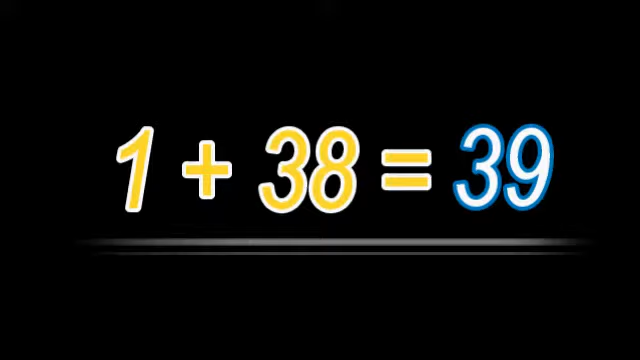 1 + 38 = 39